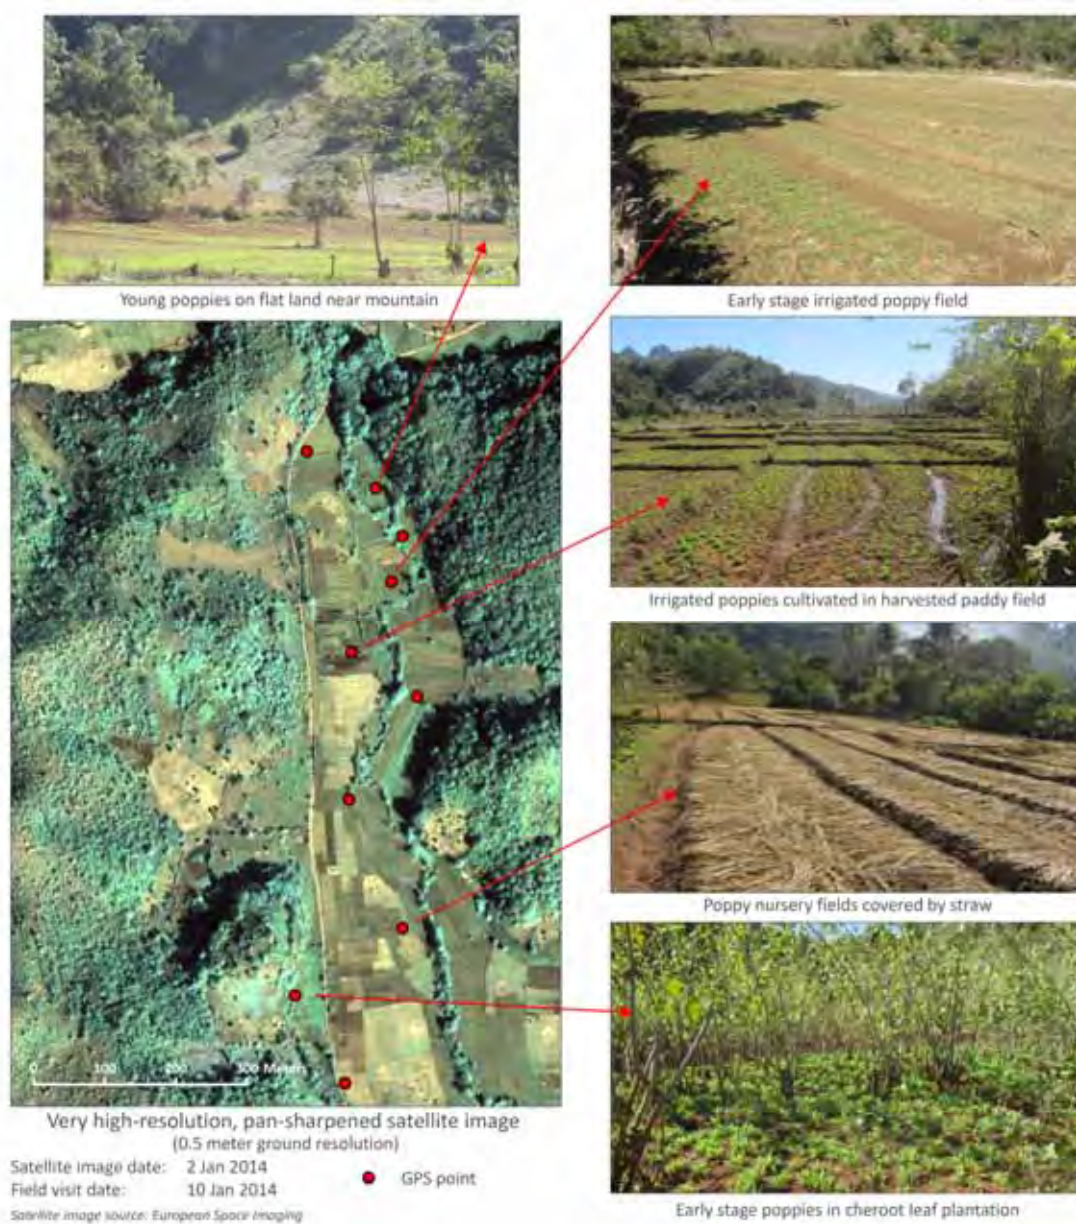 Young poppies on flat land near mountain
Early stage irrigated poppy field
Irrigated poppies cultivated in harvested paddy field
Poppy nursery fields covered by straw
0 100 200 300 Meters
Very high-resolution, pan-sharpened satellite image
(0.5 meter ground resolution)
Satellite image date: 2 Jan 2014
Field visit date: 10 Jan 2014
GPS point
Satellite image source: European Space Imaging
Early stage poppies in cheroot leaf plantation